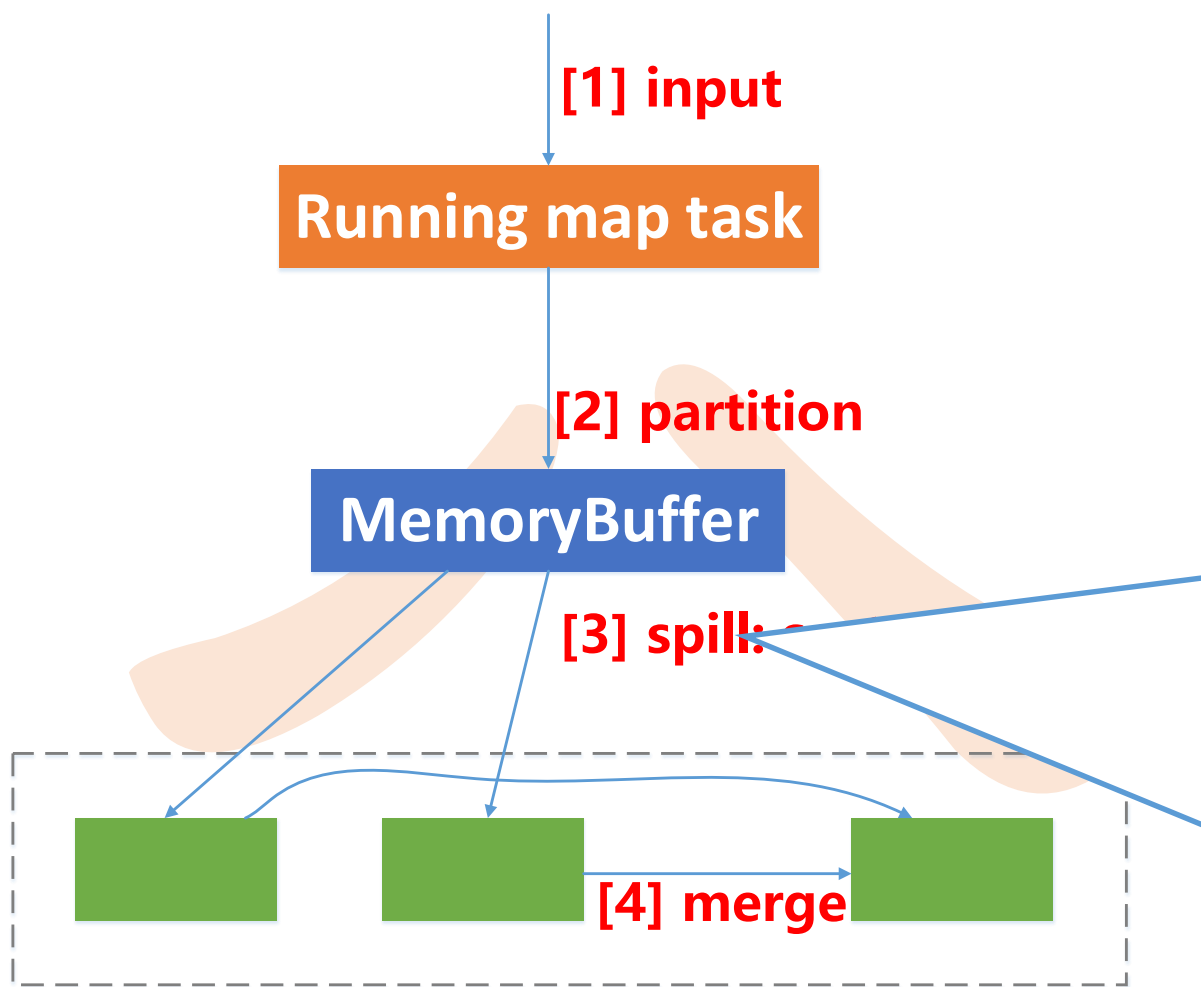 [1] input
Running map task
[2] partition
MemoryBuffer
[3] spill:
[4] merge